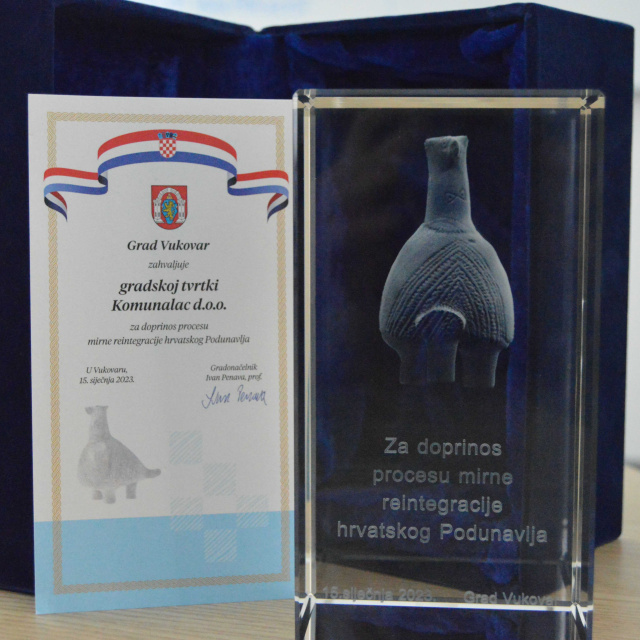 Grad Vukovar
zahvaljuje
gradskoj tvrtki
Komunalac d.o.o.
za doprinos procesu
mirne reintegracije hrvatskog Podunavlja
U Vukovaru,
15. siječnja 2023.
Gradonačelnik
Ivan Penava, prof.
Za doprinos
procesu mirne
reintegracije
hrvatskog Podunavlja
15.siječnja 2023. Grad Vukovar